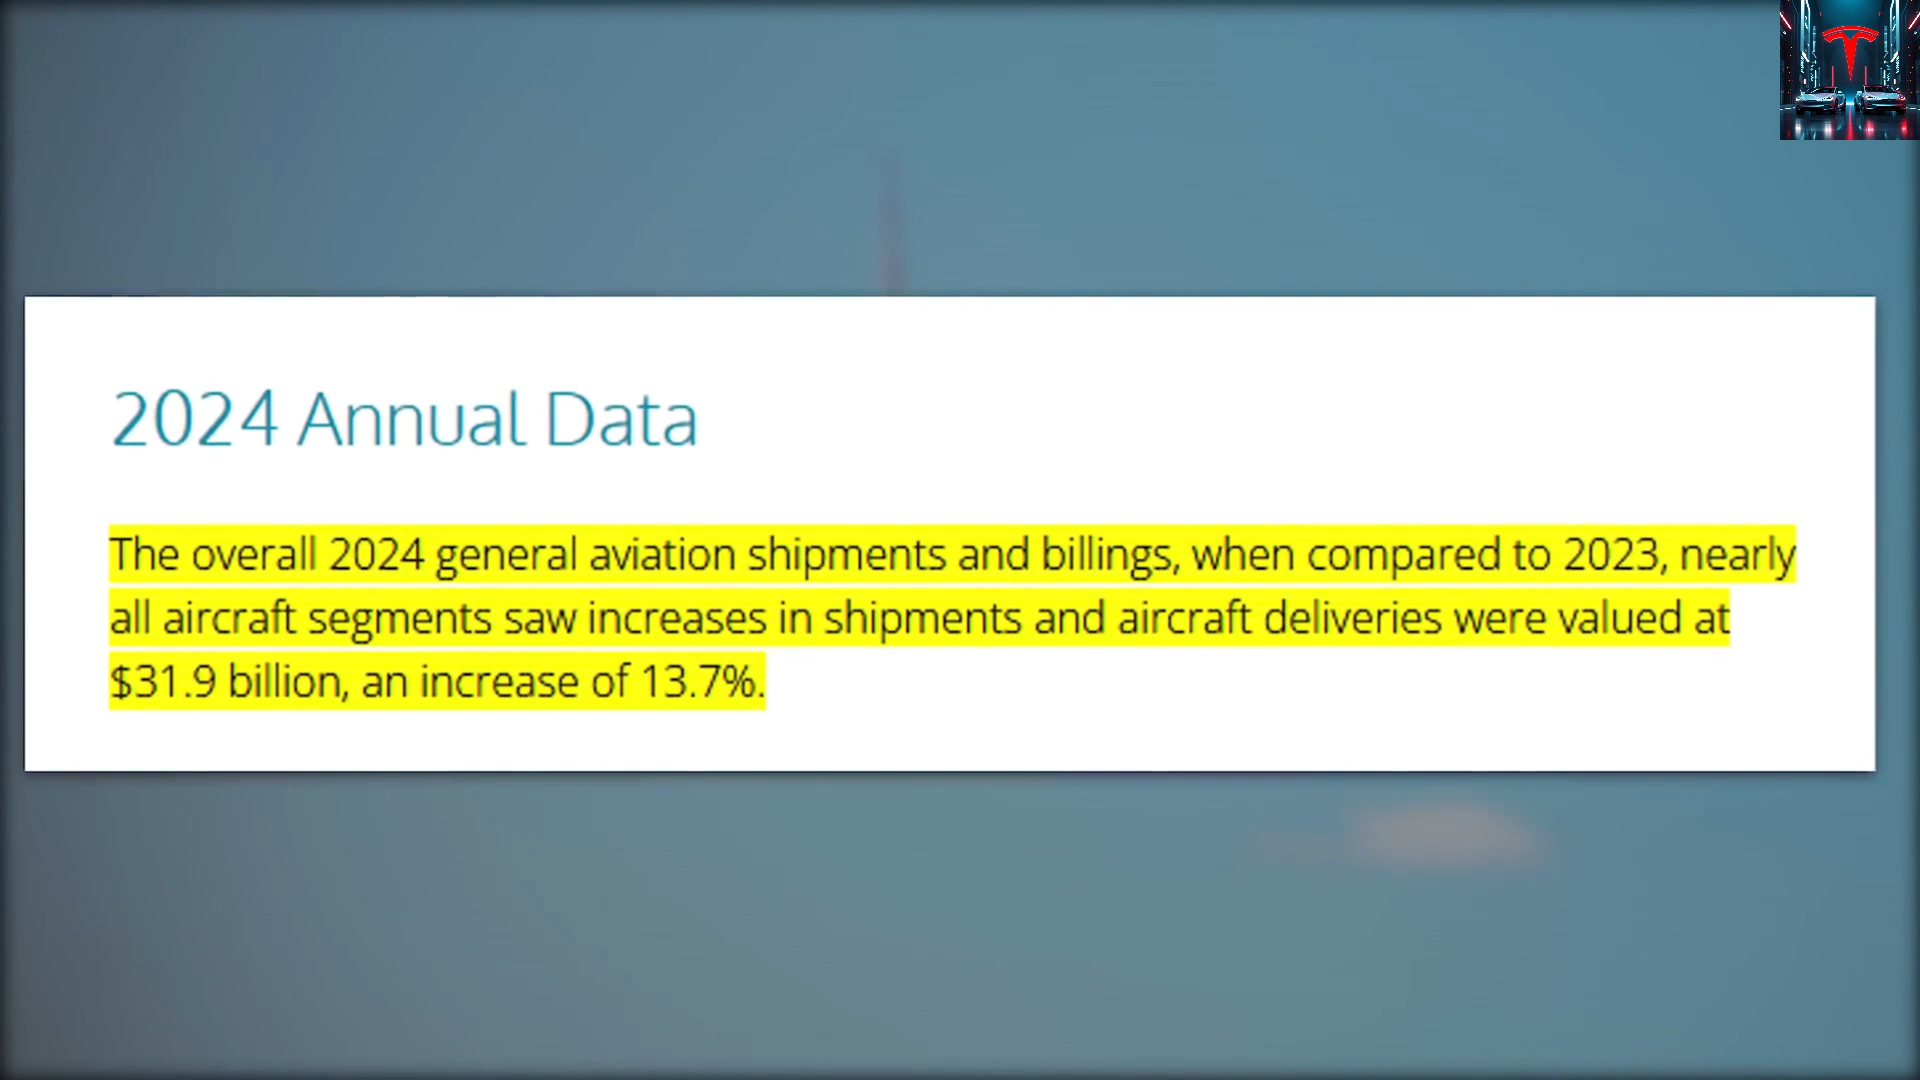 2024 Annual Data
The overall 2024 general aviation shipments and billings, when compared to 2023, nearly
all aircraft segments saw increases in shipments and aircraft deliveries were valued at
$31.9 billion, an increase of 13.7%.